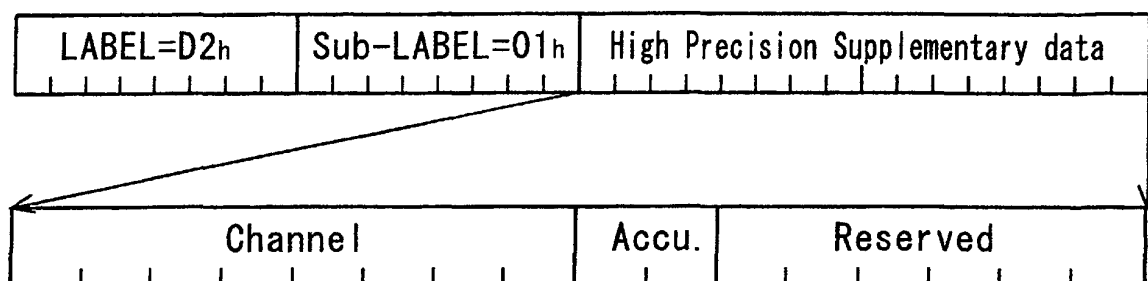 LABEL=D2h Sub-LABEL=01h High Precision Supplementary data
Channel Accu. Reserved